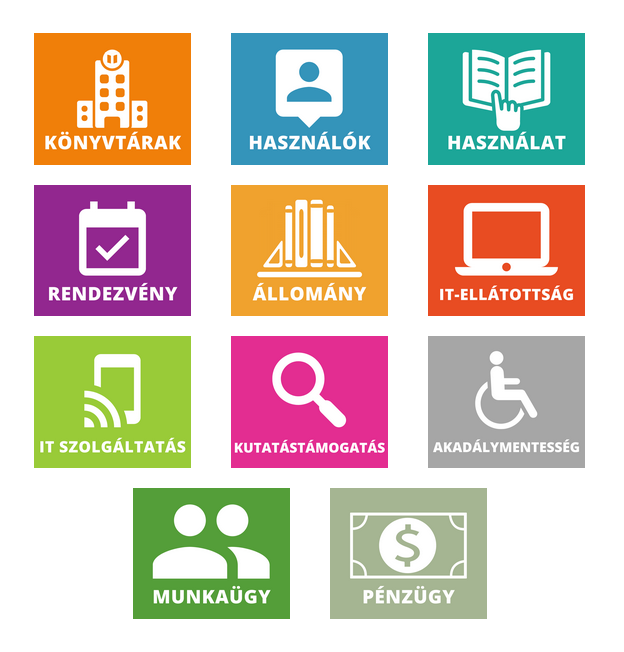 KÖNYVTÁRAK
HASZNÁLÓK
HASZNÁLAT
RENDEZVÉNY
ÁLLOMÁNY
IT-ELLÁTOTTSÁG
IT SZOLGÁLTATÁS
KUTATÁSTÁMOGATÁS
AKADÁLYMENTESSÉG
$
MUNKAÜGY
PÉNZÜGY